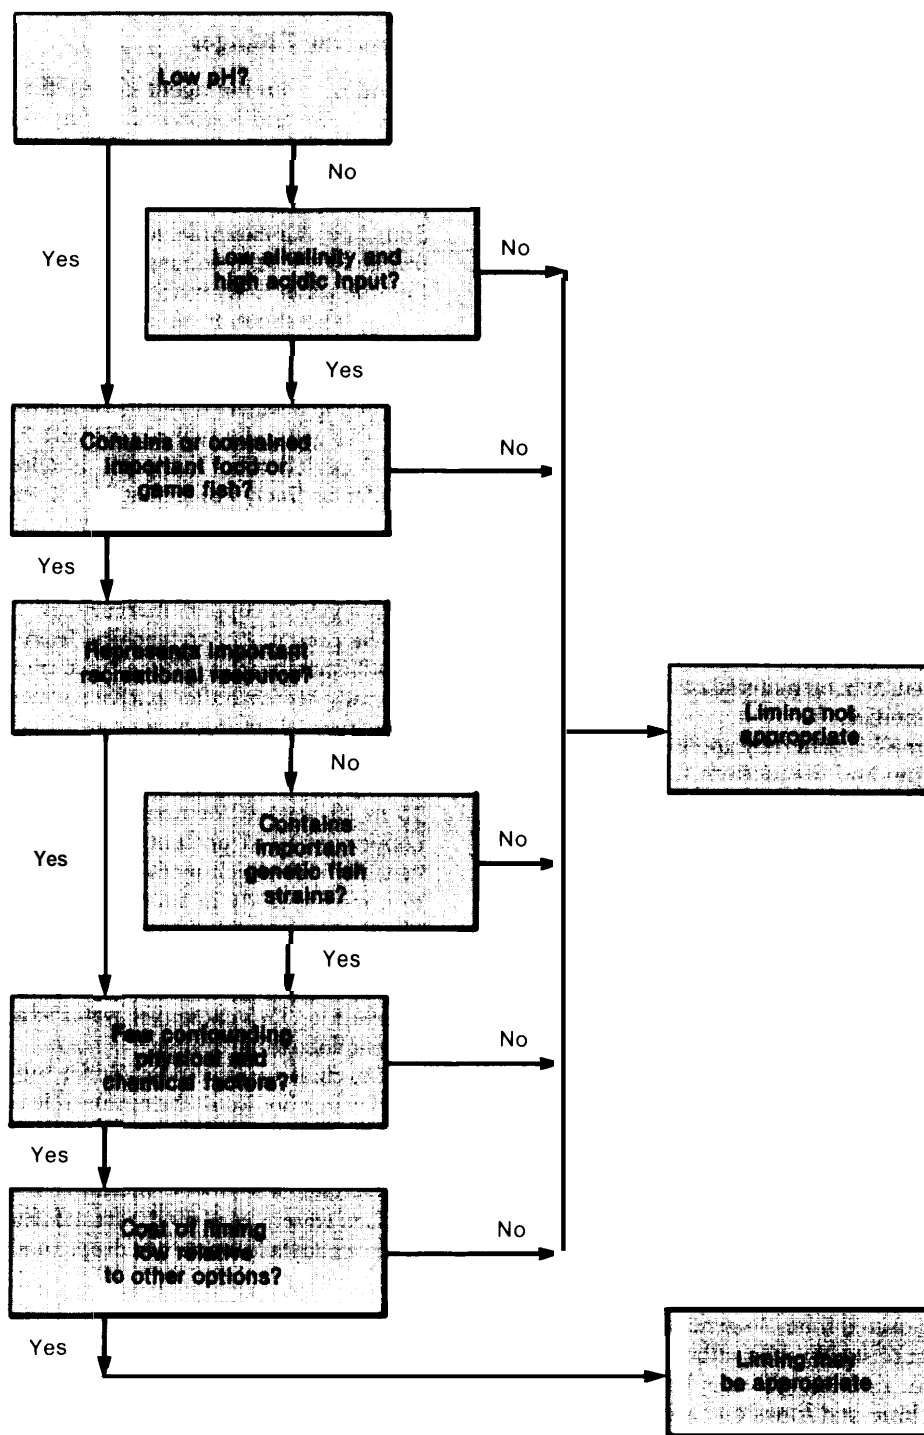 Low pH?
No
Yes
Low alkalinity and
high acidic input?
No
Yes
Contains or contained
important food or
game fish?
No
Yes
Represents important
recreational resource?
No
Yes
Contains
important
genetic fish
strains?
No
Yes
Few confounding
physical and
chemical factors?*
No
Yes
Cost of liming
low relative
to other options?
No
Yes
Liming not
appropriate
Liming may
be appropriate